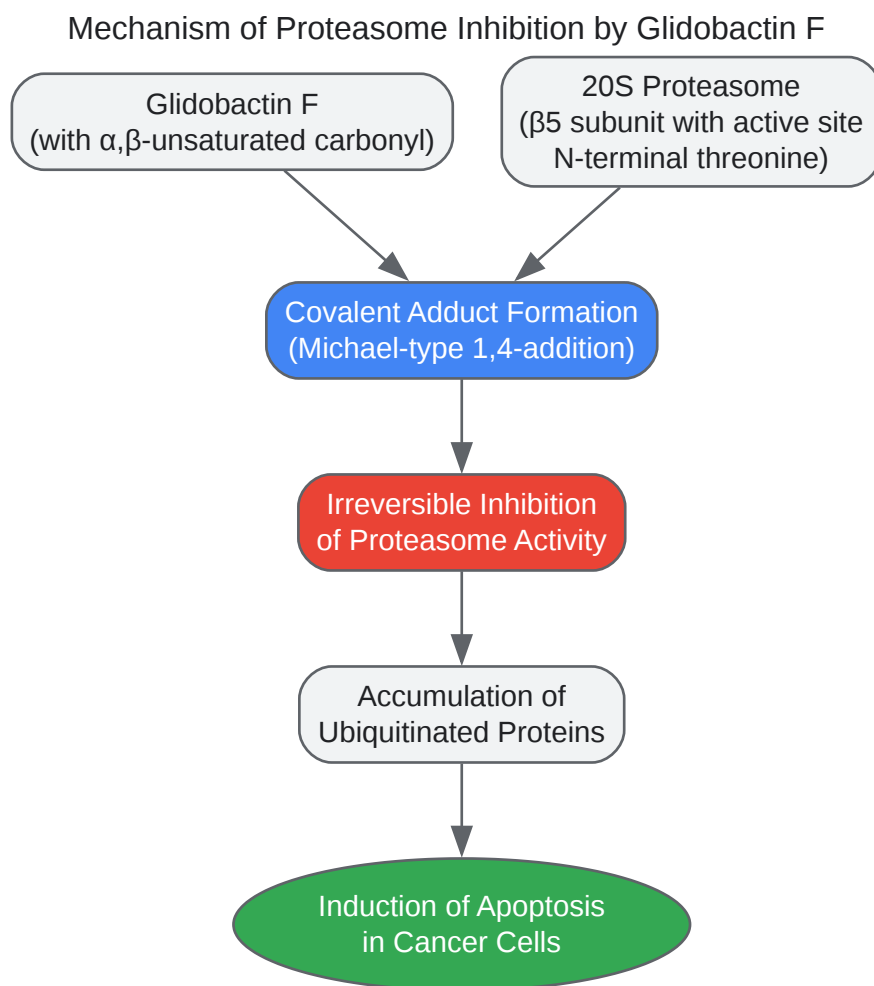 Mechanism of Proteasome Inhibition by Glidobactin F
Glidobactin F
(with α,β-unsaturated carbonyl)
20S Proteasome
(β5 subunit with active site
N-terminal threonine)
Covalent Adduct Formation
(Michael-type 1,4-addition)
Irreversible Inhibition
of Proteasome Activity
Accumulation of
Ubiquitinated Proteins
Induction of Apoptosis
in Cancer Cells